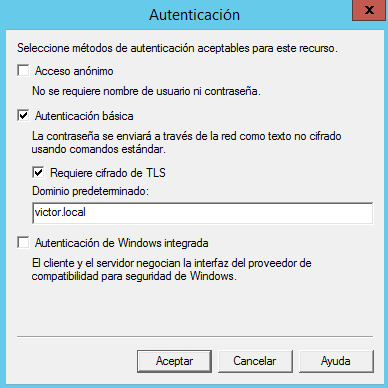 Autenticación
x
Seleccione métodos de autenticación aceptables para este recurso.
Acceso anónimo
No se requiere nombre de usuario ni contraseña.
Autenticación básica
La contraseña se enviará a través de la red como texto no cifrado
usando comandos estándar.
Requiere cifrado de TLS
Dominio predeterminado:
victor.local
Autenticación de Windows integrada
El cliente y el servidor negocian la interfaz del proveedor de
compatibilidad para seguridad de Windows.
Aceptar Cancelar Ayuda